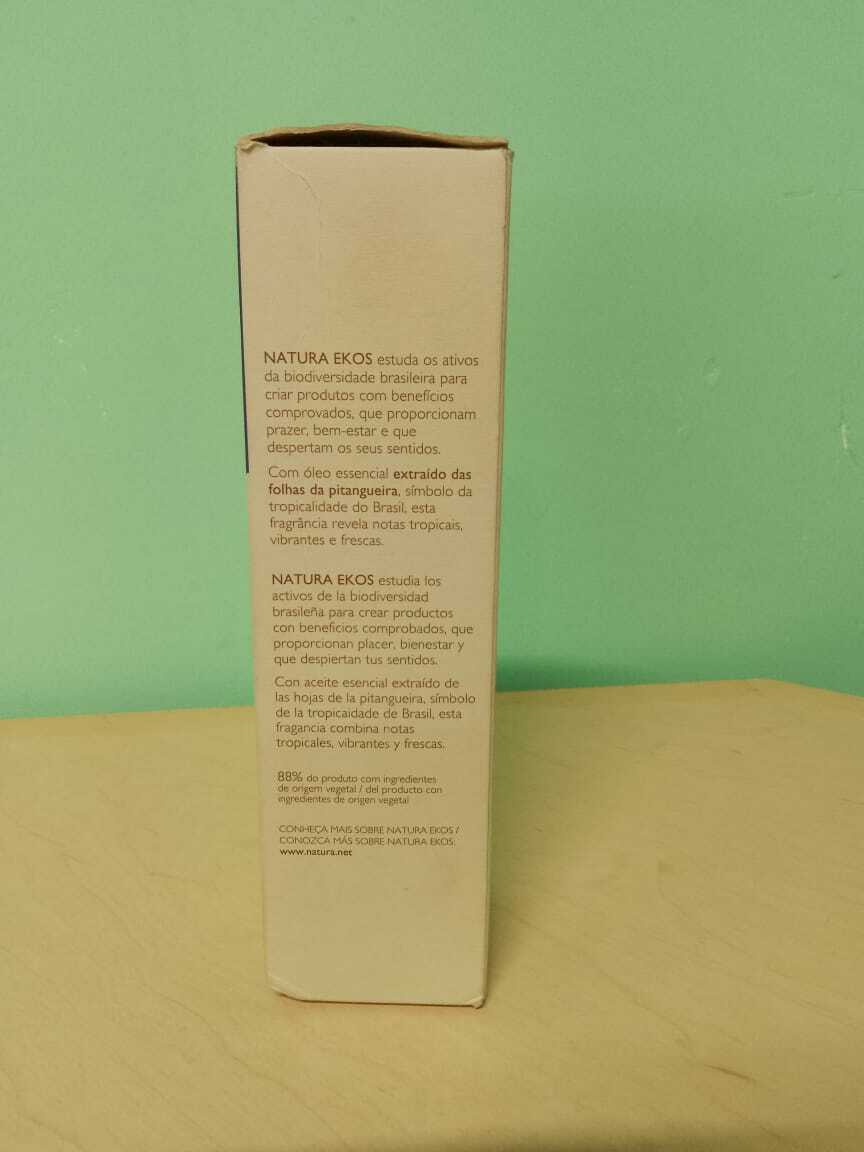 NATURA EKOS estuda os ativos
da biodiversidade brasileira para
criar produtos com benefícios
comprovados, que proporcionam
prazer, bem-estar e que
despertam os seus sentidos.
Com óleo essencial extraído das
folhas da pitangueira, símbolo da
tropicalidade do Brasil, esta
fragrância revela notas tropicais,
vibrantes e frescas.
NATURA EKOS estudia los
activos de la biodiversidad
brasileña para crear productos
con beneficios comprobados, que
proporcionan placer, bienestar y
que despiertan tus sentidos.
Con aceite esencial extraído de
las hojas de la pitangueira, símbolo
de la tropicaidade de Brasil, esta
fragancia combina notas
tropicales, vibrantes y frescas.
88% do produto com ingredientes
de origem vegetal / del producto con
ingredientes de origen vegetal
CONHEÇA MAIS SOBRE NATURA EKOS /
CONOZCA MÁS SOBRE NATURA EKOS:
www.natura.net